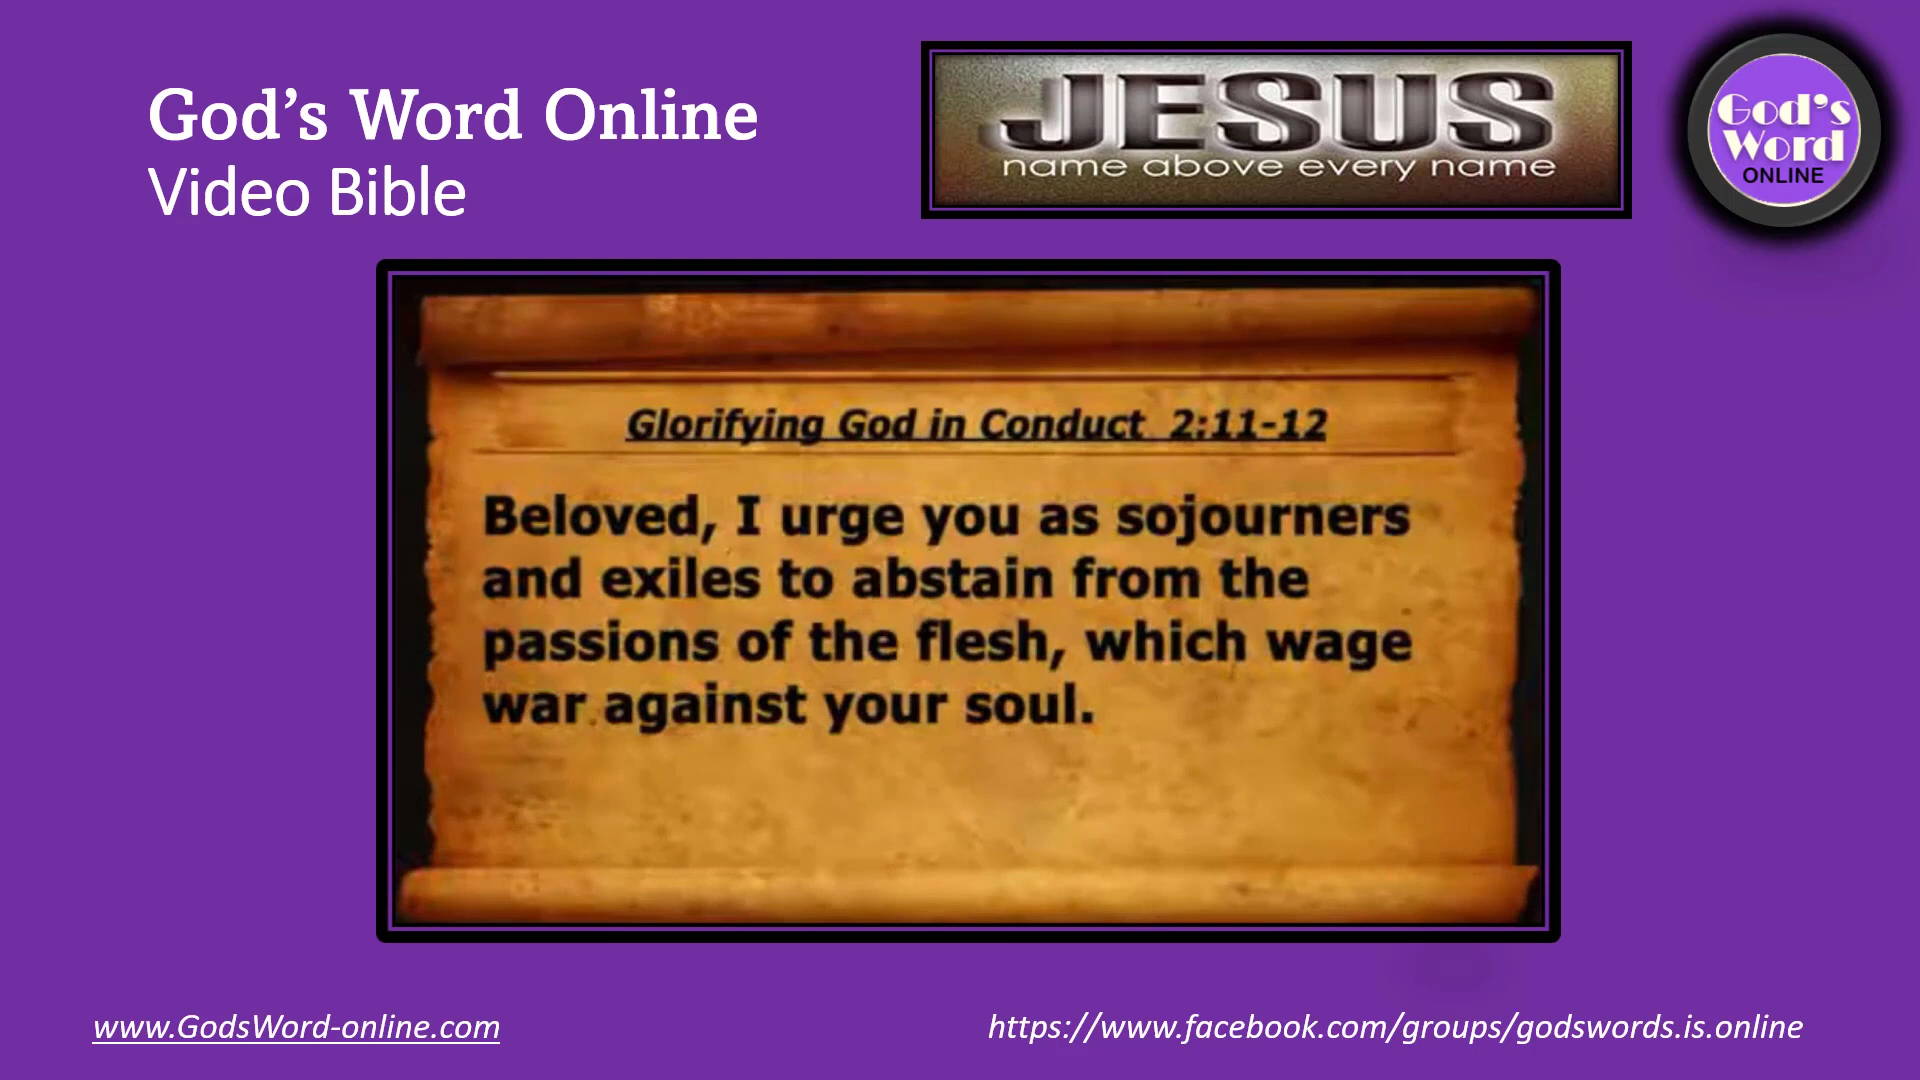 God’s Word Online
Video Bible
JESUS
name above every name
God’s
Word
ONLINE
Glorifying God in Conduct 2:11-12
Beloved, I urge you as sojourners
and exiles to abstain from the
passions of the flesh, which wage
war against your soul.
www.GodsWord-online.com
https://www.facebook.com/groups/godswords.is.online